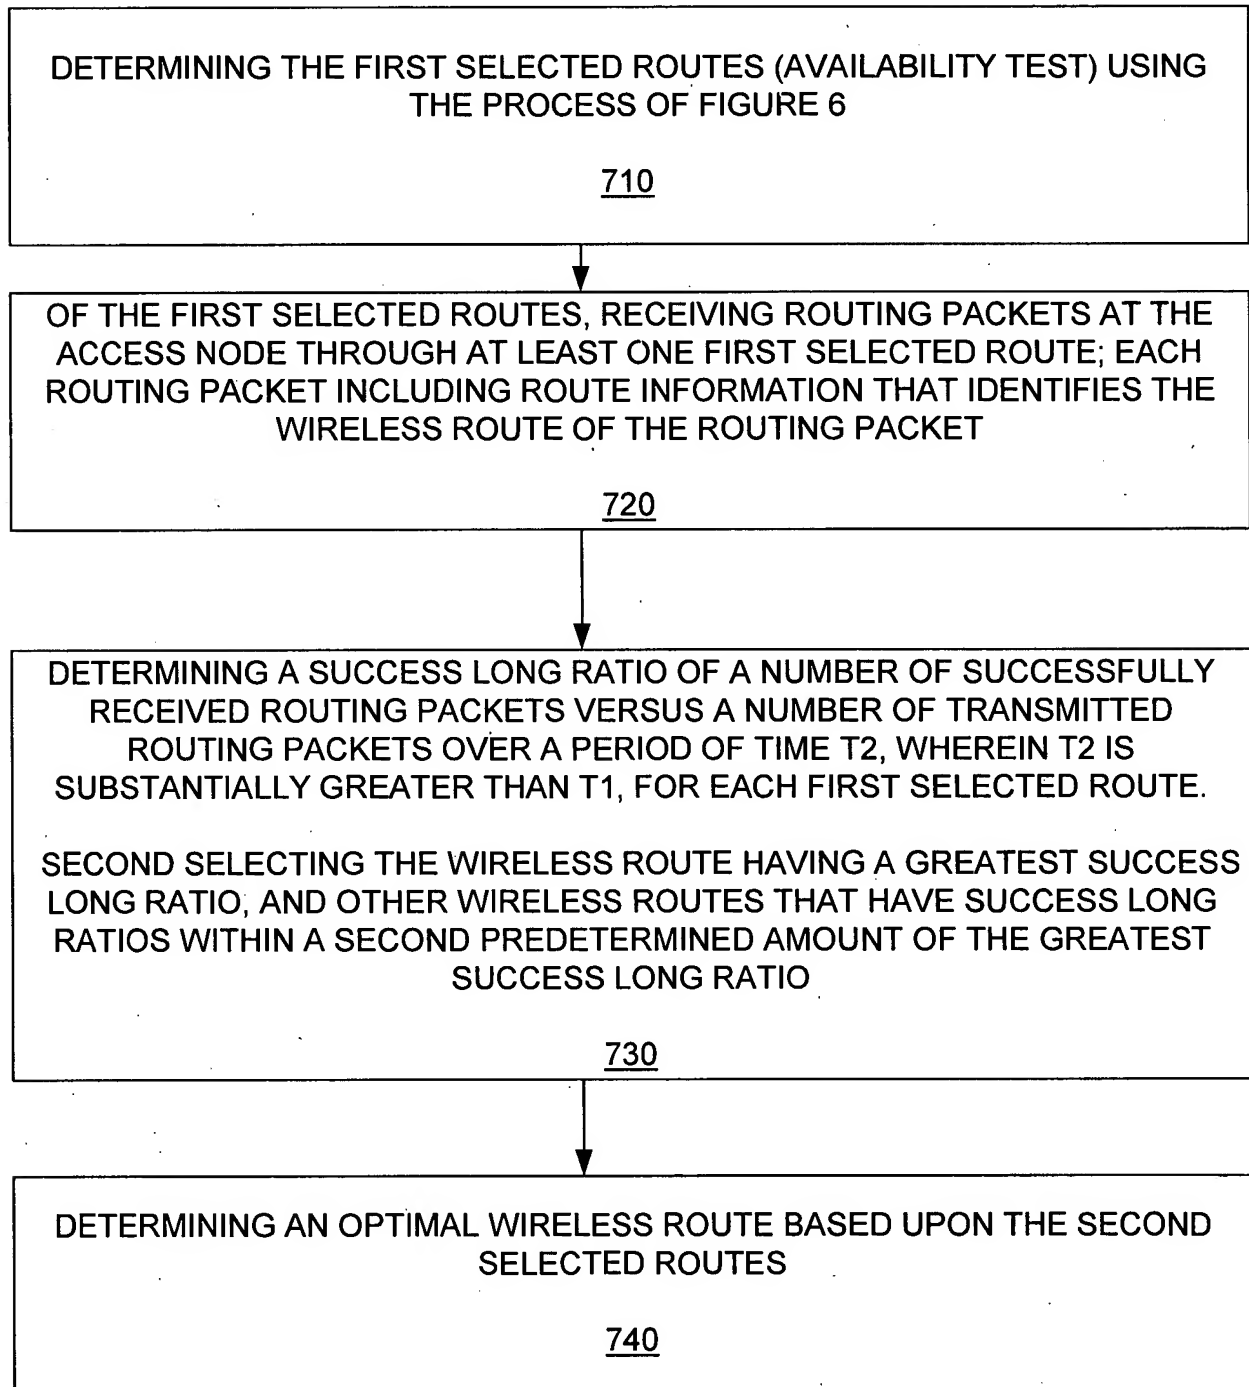 DETERMINING THE FIRST SELECTED ROUTES (AVAILABILITY TEST) USING
THE PROCESS OF FIGURE 6
710
OF THE FIRST SELECTED ROUTES, RECEIVING ROUTING PACKETS AT THE
ACCESS NODE THROUGH AT LEAST ONE FIRST SELECTED ROUTE; EACH
ROUTING PACKET INCLUDING ROUTE INFORMATION THAT IDENTIFIES THE
WIRELESS ROUTE OF THE ROUTING PACKET
720
DETERMINING A SUCCESS LONG RATIO OF A NUMBER OF SUCCESSFULLY
RECEIVED ROUTING PACKETS VERSUS A NUMBER OF TRANSMITTED
ROUTING PACKETS OVER A PERIOD OF TIME T2, WHEREIN T2 IS
SUBSTANTIALLY GREATER THAN T1, FOR EACH FIRST SELECTED ROUTE.
SECOND SELECTING THE WIRELESS ROUTE HAVING A GREATEST SUCCESS
LONG RATIO, AND OTHER WIRELESS ROUTES THAT HAVE SUCCESS LONG
RATIOS WITHIN A SECOND PREDETERMINED AMOUNT OF THE GREATEST
SUCCESS LONG RATIO
730
DETERMINING AN OPTIMAL WIRELESS ROUTE BASED UPON THE SECOND
SELECTED ROUTES
740